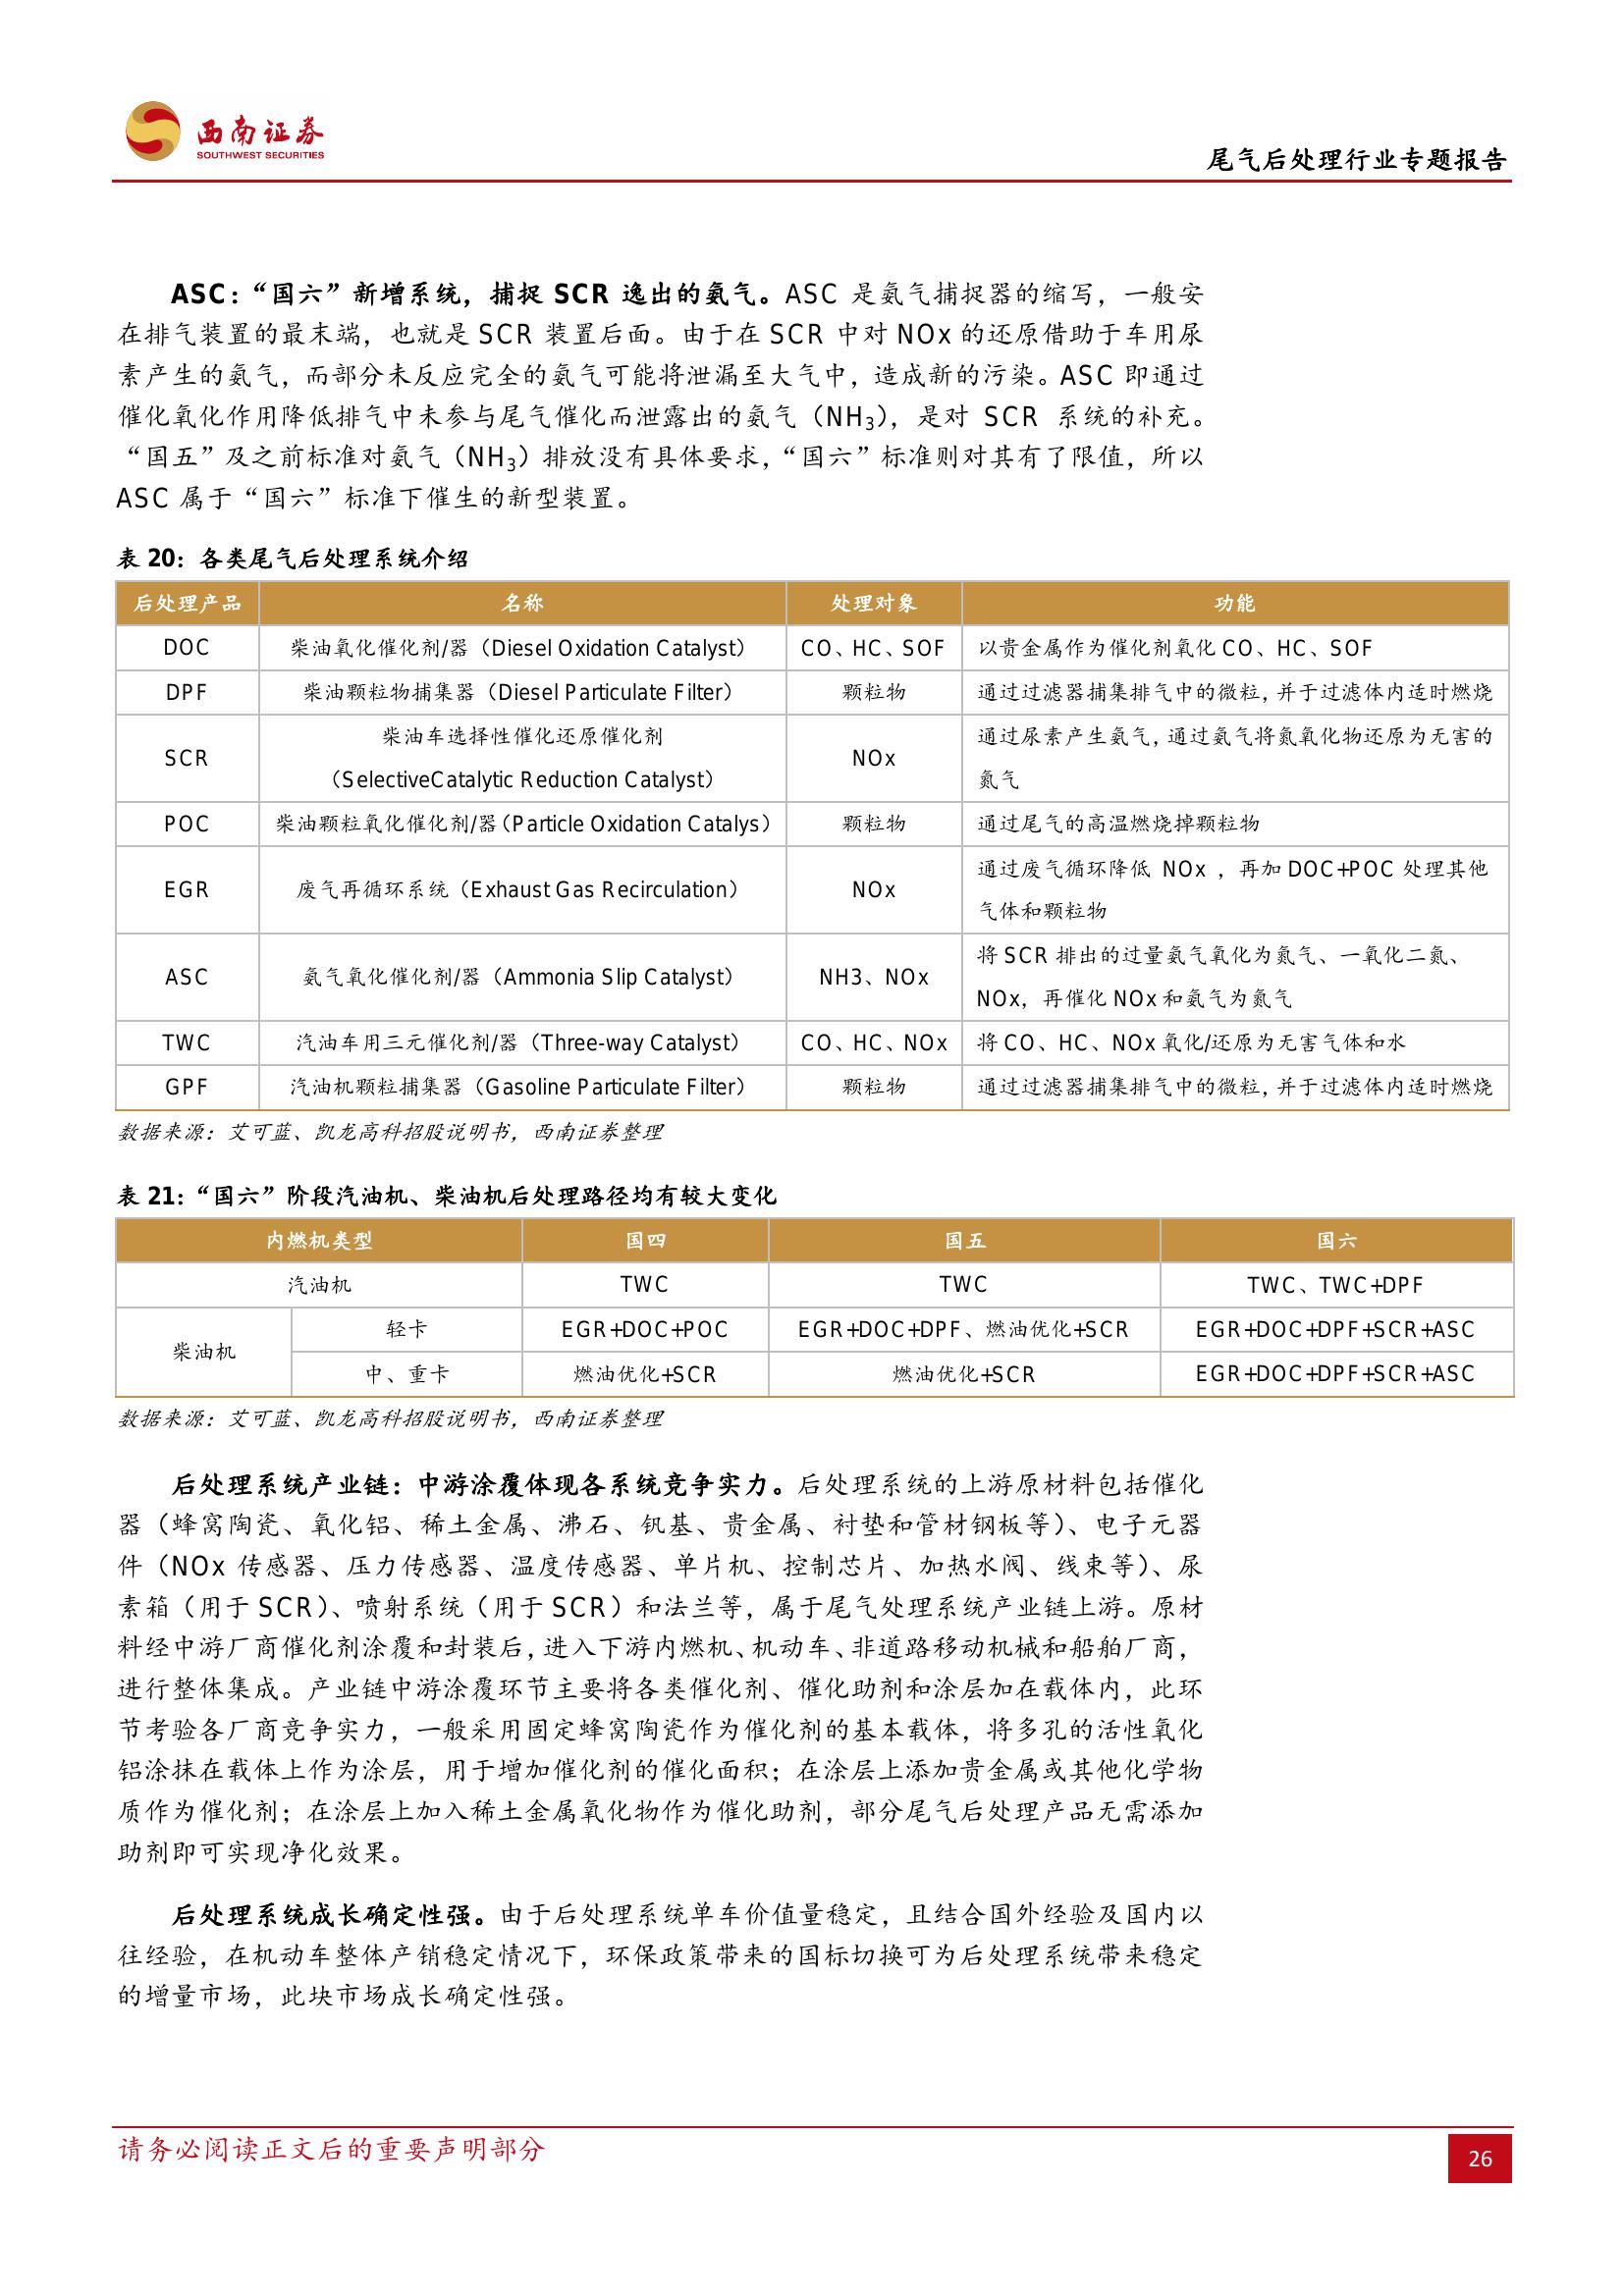 西南证券
SOUTHWEST SECURITIES
尾气后处理行业专题报告
ASC：“国六”新增系统，捕捉 SCR 逸出的氨气。ASC 是氨气捕捉器的缩写，一般安
在排气装置的最末端，也就是 SCR 装置后面。由于在 SCR 中对 NOx 的还原借助于车用尿
素产生的氨气，而部分未反应完全的氨气可能将泄漏至大气中，造成新的污染。ASC 即通过
催化氧化作用降低排气中未参与尾气催化而泄露出的氨气（NH₃），是对 SCR 系统的补充。
“国五”及之前标准对氨气（NH₃）排放没有具体要求，“国六”标准则对其有了限值，所以
ASC 属于“国六”标准下催生的新型装置。
表 20：各类尾气后处理系统介绍
后处理产品 名称 处理对象 功能
DOC 柴油氧化催化剂/器（Diesel Oxidation Catalyst） CO、HC、SOF 以贵金属作为催化剂氧化 CO、HC、SOF
DPF 柴油颗粒物捕集器（Diesel Particulate Filter） 颗粒物 通过过滤器捕集排气中的微粒，并于过滤体内适时燃烧
SCR 柴油车选择性催化还原催化剂
（SelectiveCatalytic Reduction Catalyst） NOx 通过尿素产生氨气，通过氨气将氮氧化物还原为无害的
氮气
POC 柴油颗粒氧化催化剂/器（Particle Oxidation Catalys） 颗粒物 通过尾气的高温燃烧掉颗粒物
EGR 废气再循环系统（Exhaust Gas Recirculation） NOx 通过废气循环降低 NOx ，再加 DOC+POC 处理其他
气体和颗粒物
ASC 氨气氧化催化剂/器（Ammonia Slip Catalyst） NH3、NOx 将 SCR 排出的过量氨气氧化为氮气、一氧化二氮、
NOx，再催化 NOx 和氨气为氮气
TWC 汽油车用三元催化剂/器（Three-way Catalyst） CO、HC、NOx 将 CO、HC、NOx 氧化/还原为无害气体和水
GPF 汽油机颗粒捕集器（Gasoline Particulate Filter） 颗粒物 通过过滤器捕集排气中的微粒，并于过滤体内适时燃烧
数据来源：艾可蓝、凯龙高科招股说明书，西南证券整理
表 21：“国六”阶段汽油机、柴油机后处理路径均有较大变化
内燃机类型 国四 国五 国六
汽油机 TWC TWC TWC、TWC+DPF
柴油机 轻卡 EGR+DOC+POC EGR+DOC+DPF、燃油优化+SCR EGR+DOC+DPF+SCR+ASC
中、重卡 燃油优化+SCR 燃油优化+SCR EGR+DOC+DPF+SCR+ASC
数据来源：艾可蓝、凯龙高科招股说明书，西南证券整理
后处理系统产业链：中游涂覆体现各系统竞争实力。后处理系统的上游原材料包括催化
器（蜂窝陶瓷、氧化铝、稀土金属、沸石、钒基、贵金属、衬垫和管材钢板等）、电子元器
件（NOx 传感器、压力传感器、温度传感器、单片机、控制芯片、加热水阀、线束等）、尿
素箱（用于 SCR）、喷射系统（用于 SCR）和法兰等，属于尾气处理系统产业链上游。原材
料经中游厂商催化剂涂覆和封装后，进入下游内燃机、机动车、非道路移动机械和船舶厂商，
进行整体集成。产业链中游涂覆环节主要将各类催化剂、催化助剂和涂层加在载体内，此环
节考验各厂商竞争实力，一般采用固定蜂窝陶瓷作为催化剂的基本载体，将多孔的活性氧化
铝涂抹在载体上作为涂层，用于增加催化剂的催化面积；在涂层上添加贵金属或其他化学物
质作为催化剂；在涂层上加入稀土金属氧化物作为催化助剂，部分尾气后处理产品无需添加
助剂即可实现净化效果。
后处理系统成长确定性强。由于后处理系统单车价值量稳定，且结合国外经验及国内以
往经验，在机动车整体产销稳定情况下，环保政策带来的国标切换可为后处理系统带来稳定
的增量市场，此块市场成长确定性强。
请务必阅读正文后的重要声明部分
26